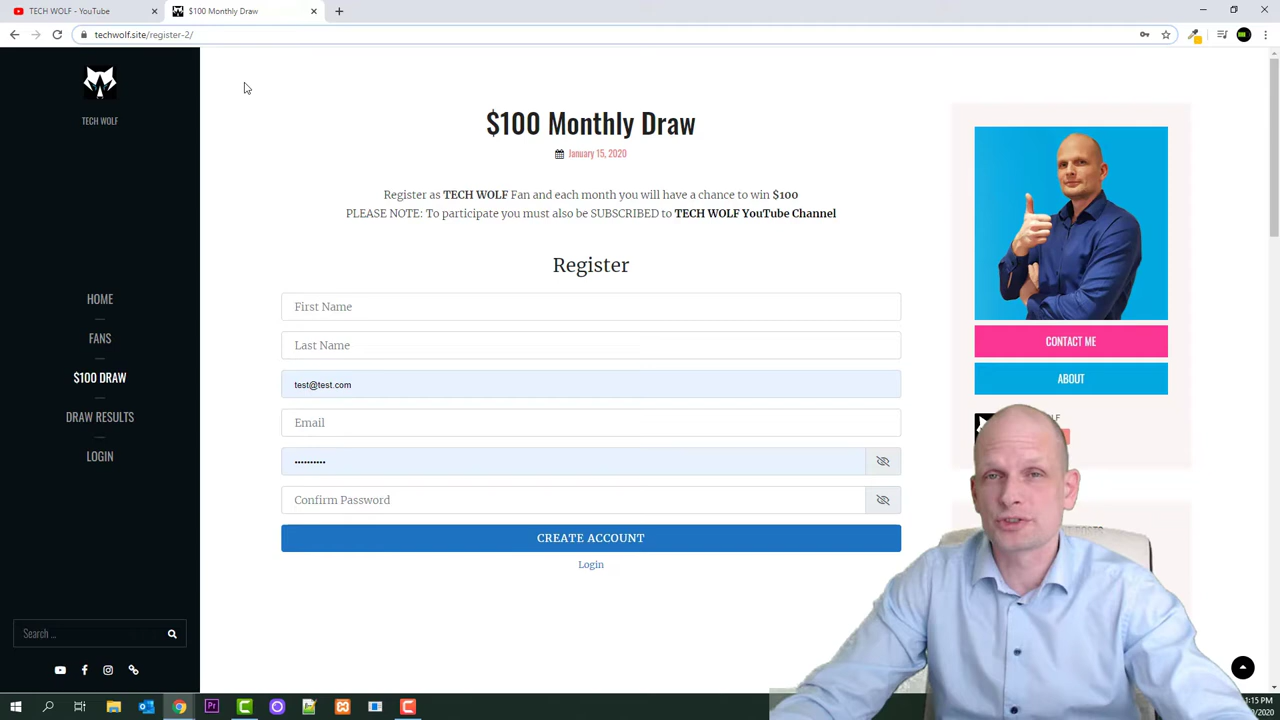 TECH WOLF - YouTube
$100 Monthly Draw
techwolf.site/register-2/
TECH WOLF
HOME
FANS
$100 DRAW
DRAW RESULTS
LOGIN
Search ...
$100 Monthly Draw
January 15, 2020
Register as TECH WOLF Fan and each month you will have a chance to win $100
PLEASE NOTE: To participate you must also be SUBSCRIBED to TECH WOLF YouTube Channel
Register
First Name
Last Name
test@test.com
Email
••••••••••
Confirm Password
CREATE ACCOUNT
Login
CONTACT ME
ABOUT